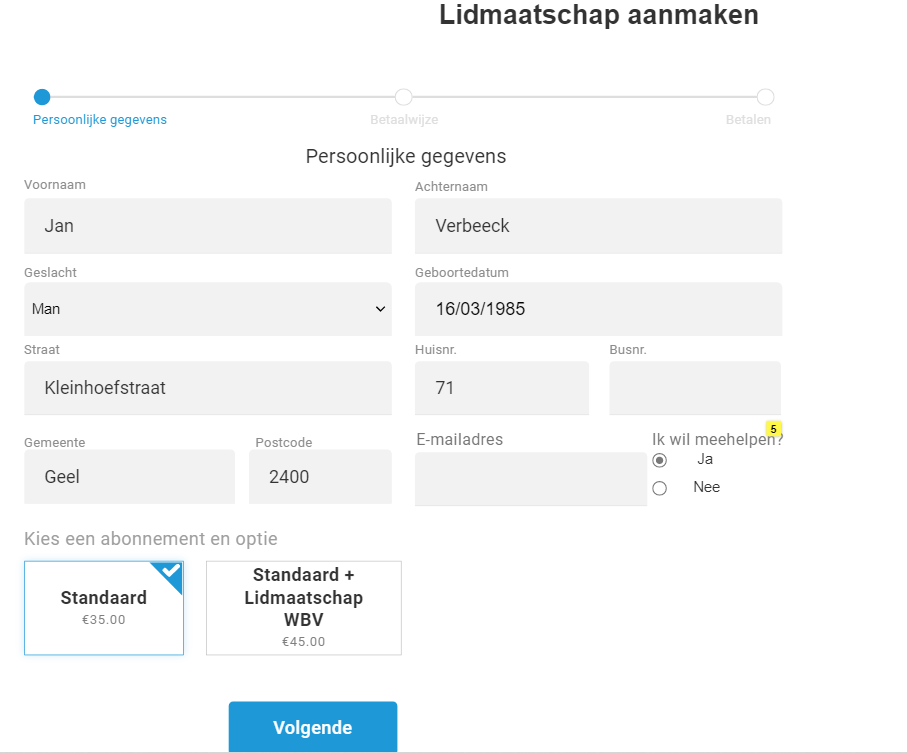 Lidmaatschap aanmaken
Persoonlijke gegevens
Betaalwijze
Betalen
Persoonlijke gegevens
Voornaam
Achternaam
Jan
Verbeeck
Geslacht
Geboortedatum
Man
16/03/1985
Straat
Huisnr.
Busnr.
Kleinhoefstraat
71
5
Gemeente
Postcode
E-mailadres
Ik wil meehelpen?
Geel
2400
Ja
Nee
Kies een abonnement en optie
Standaard
€35.00
Standaard +
Lidmaatschap
WBV
€45.00
Volgende